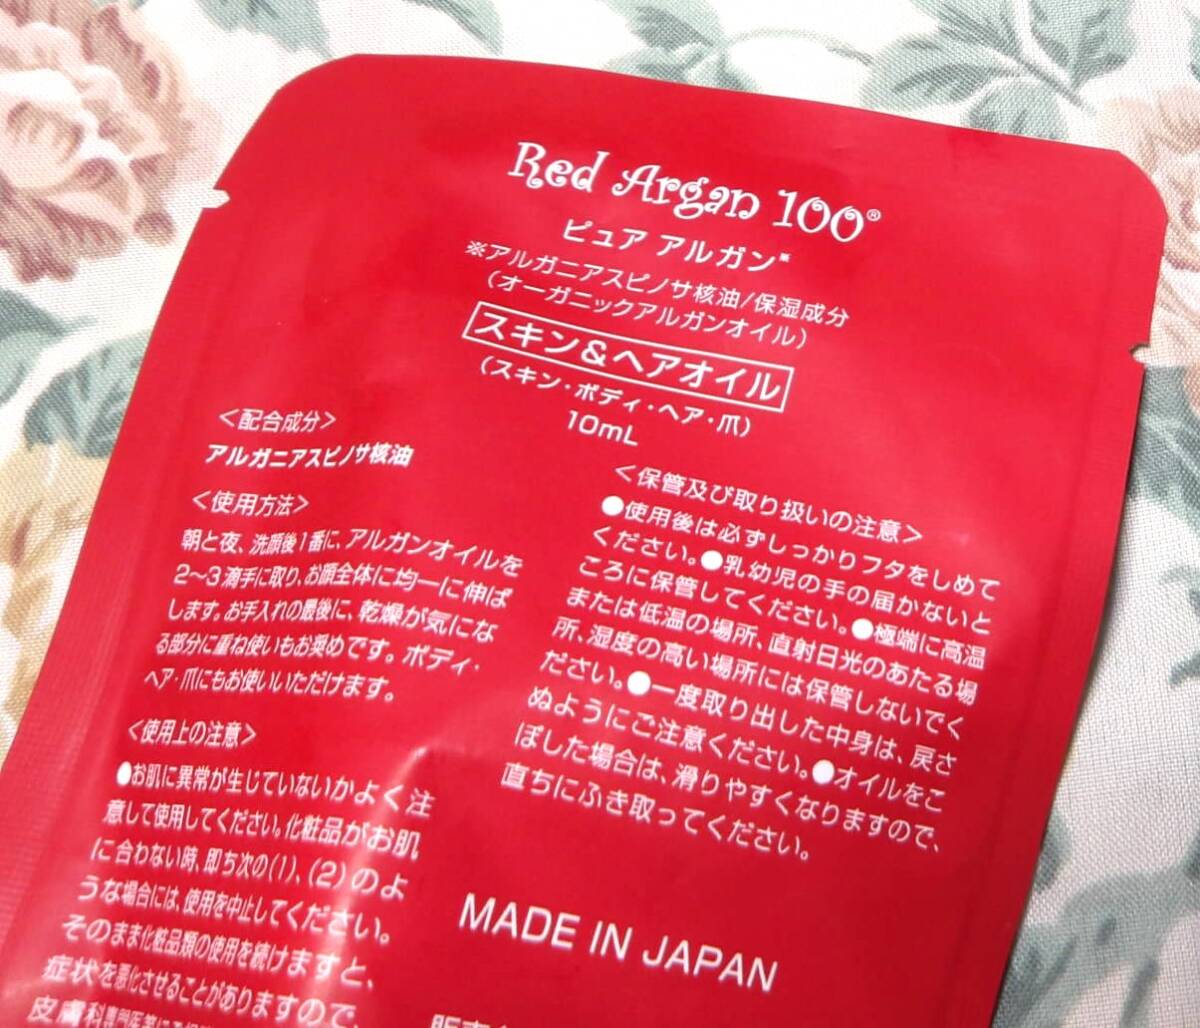 Red Argan 100®
ピュア アルガン※
※アルガニアスピノサ核油/保湿成分
(オーガニックアルガンオイル)
スキン&ヘアオイル
(スキン・ボディ・ヘア・爪)
10mL
<配合成分>
アルガニアスピノサ核油
<使用方法>
朝と夜、洗顔後1番に、アルガンオイルを
2~3滴手に取り、お顔全体に均一に伸ば
します。お手入れの最後に、乾燥が気にな
る部分に重ね使いもお奨めです。ボディ・
ヘア・爪にもお使いいただけます。
<使用上の注意>
●お肌に異常が生じていないかよく注
意して使用してください。化粧品がお肌
に合わない時、即ち次の(1)、(2)のよ
うな場合には、使用を中止してください。
そのまま化粧品類の使用を続けますと、
症状を悪化させることがありますので、
皮膚科専門医等にご相
<保管及び取り扱いの注意>
●使用後は必ずしっかりフタをしめて
ください。●乳幼児の手の届かないと
ころに保管してください。●極端に高温
または低温の場所、直射日光のあたる場
所、湿度の高い場所には保管しないでく
ださい。●一度取り出した中身は、戻さ
ぬようにご注意ください。●オイルをこ
ぼした場合は、滑りやすくなりますので、
直ちにふき取ってください。
MADE IN JAPAN
販売